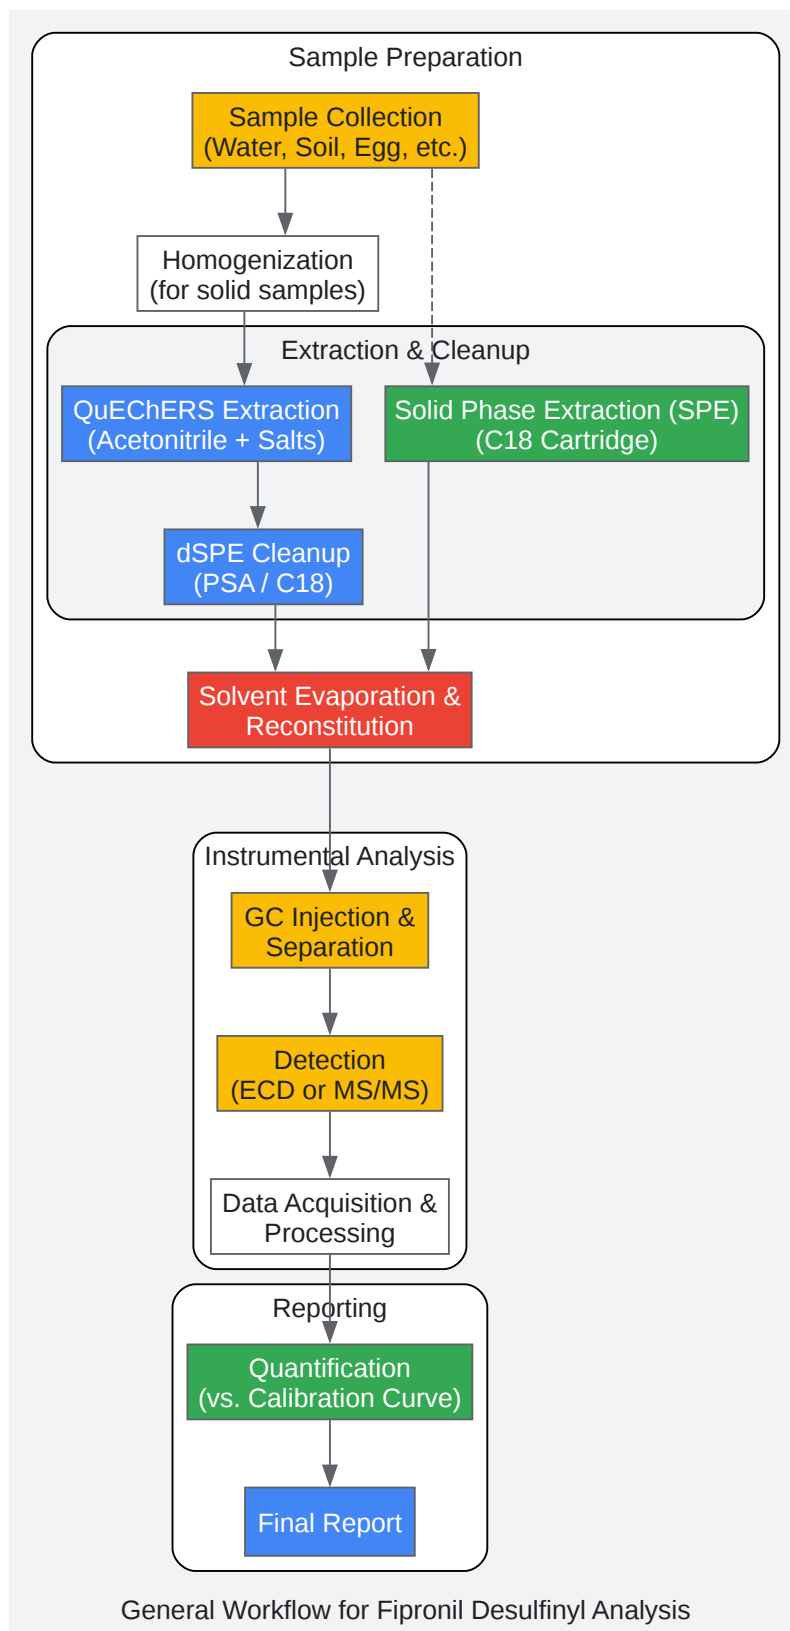 Sample Preparation
Sample Collection
(Water, Soil, Egg, etc.)
Homogenization
(for solid samples)
Extraction & Cleanup
QuEChERS Extraction
(Acetonitrile + Salts)
Solid Phase Extraction (SPE)
(C18 Cartridge)
dSPE Cleanup
(PSA / C18)
Solvent Evaporation &
Reconstitution
Instrumental Analysis
GC Injection &
Separation
Detection
(ECD or MS/MS)
Data Acquisition &
Processing
Reporting
Quantification
(vs. Calibration Curve)
Final Report
General Workflow for Fipronil Desulfinyl Analysis